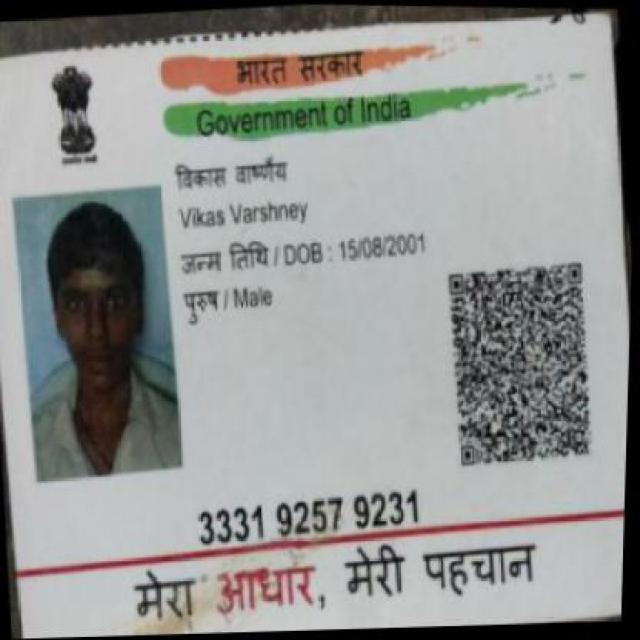 भारत सरकार
Government of India
विकास वार्ष्णेय
Vikas Varshney
जन्म तिथि / DOB : 15/08/2001
पुरुष / Male
3331 9257 9231
मेरा आधार, मेरी पहचान